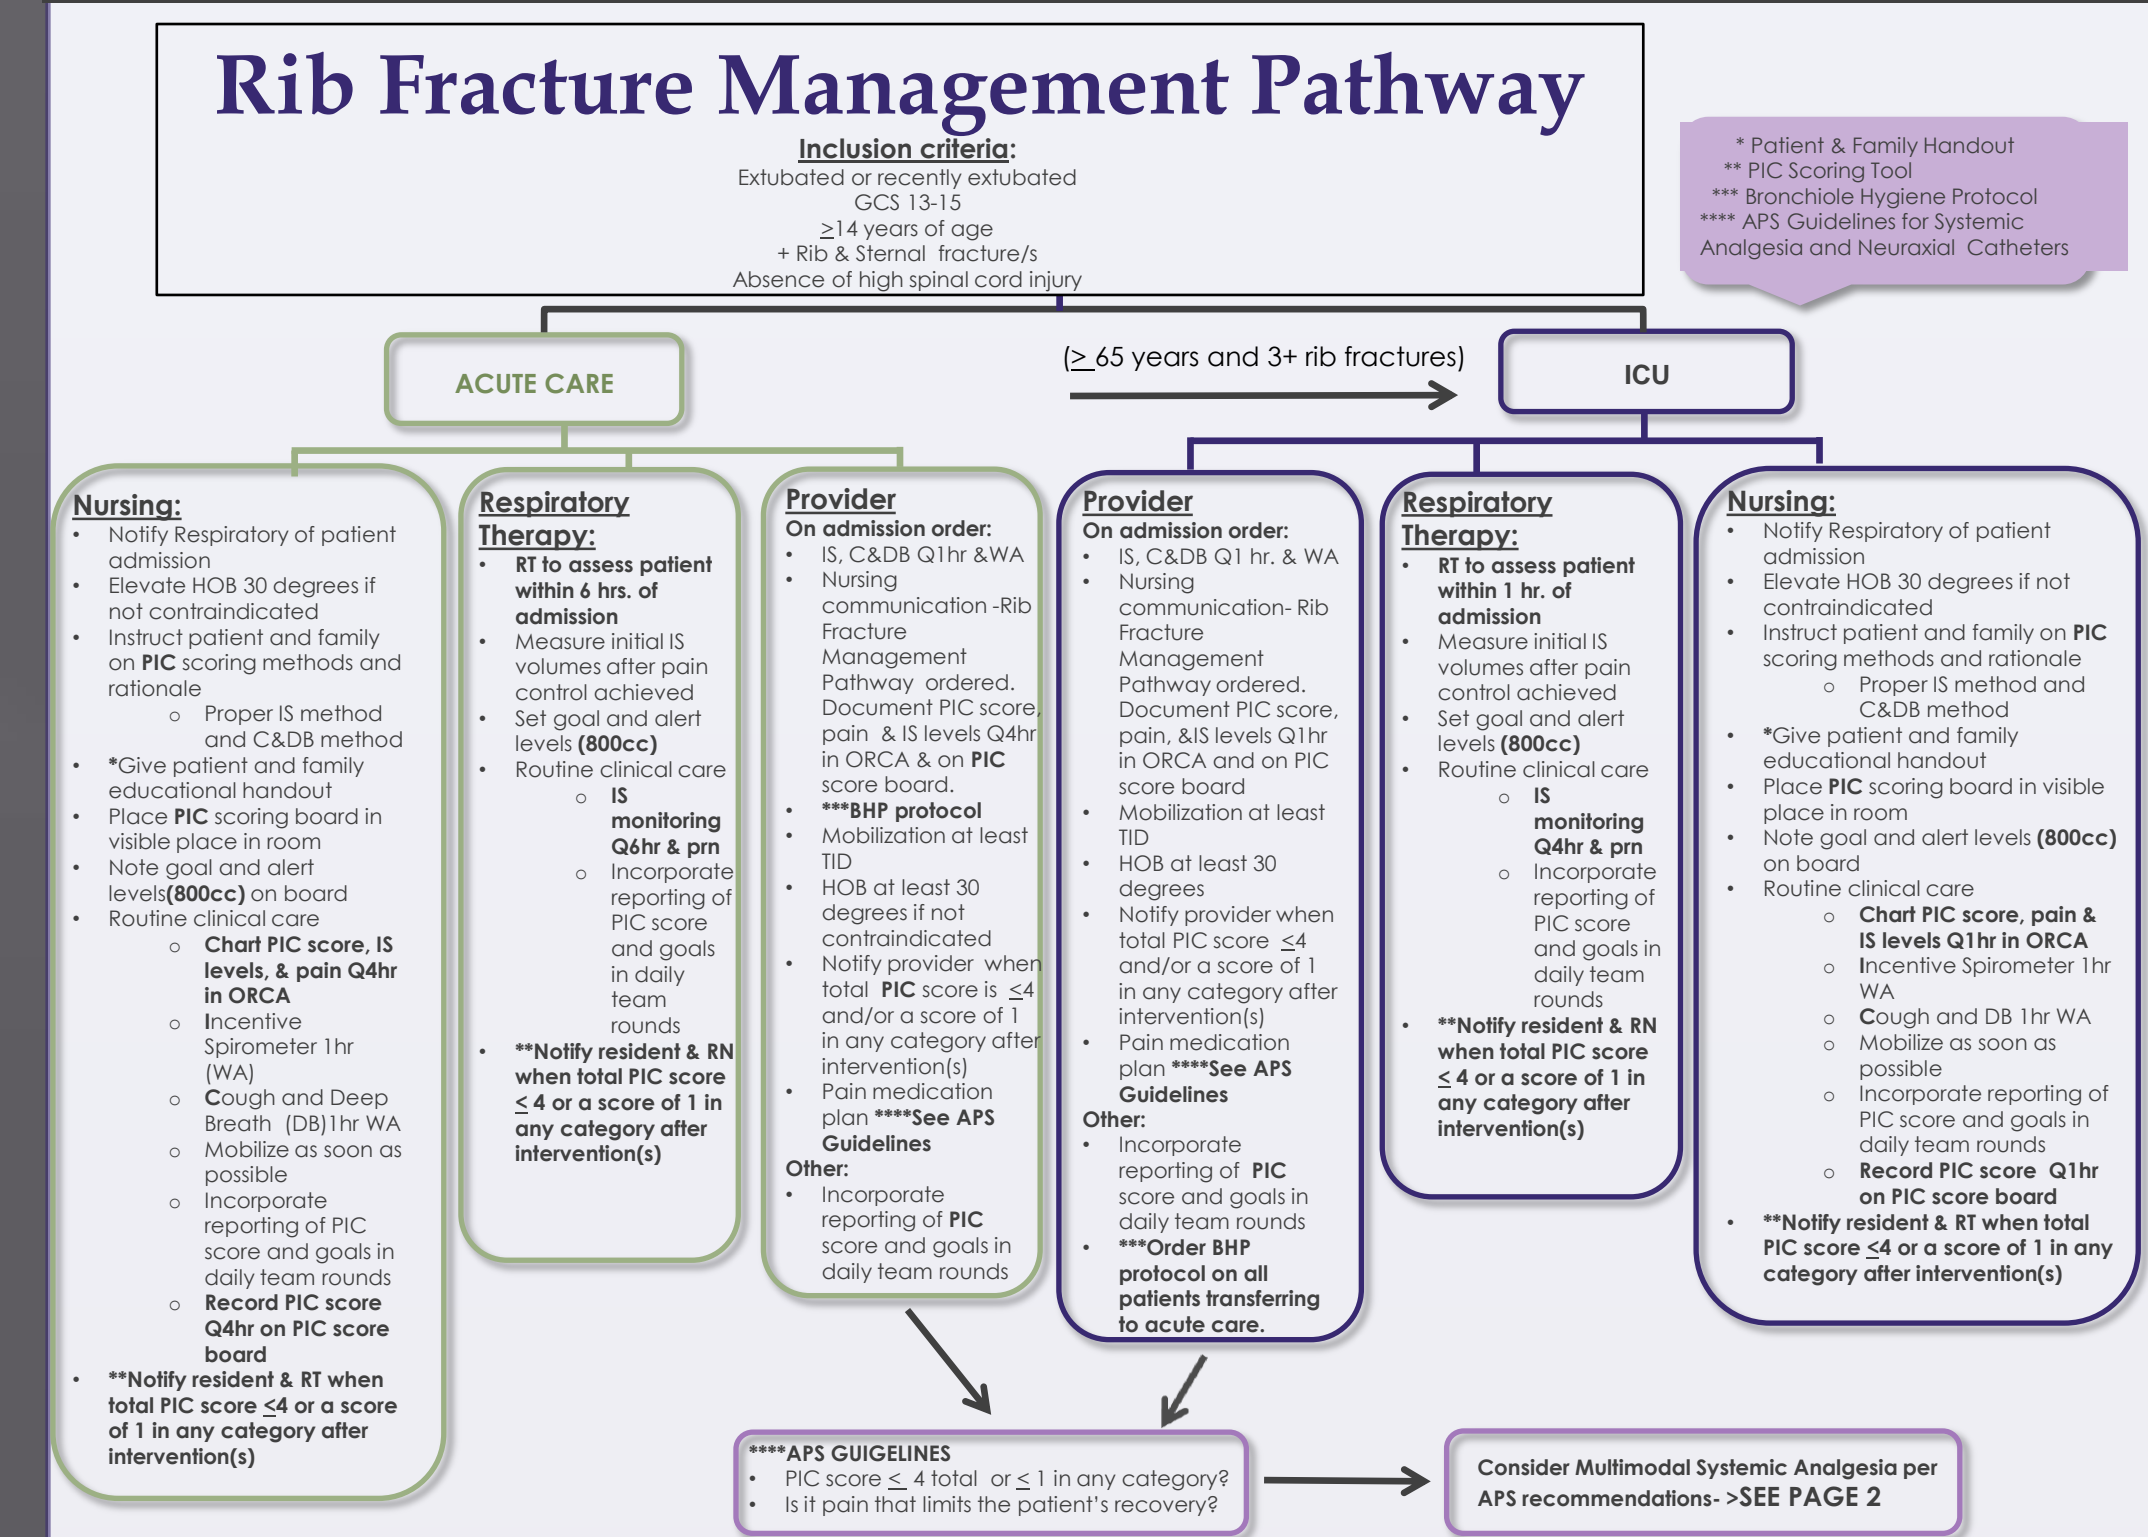 Rib Fracture Management Pathway
Inclusion criteria:
Extubated or recently extubated
GCS 13-15
≥14 years of age
+ Rib & Sternal fracture/s
Absence of high spinal cord injury
* Patient & Family Handout
** PIC Scoring Tool
*** Bronchiole Hygiene Protocol
**** APS Guidelines for Systemic
Analgesia and Neuraxial Catheters
ACUTE CARE
(≥ 65 years and 3+ rib fractures)
ICU
Nursing:
• Notify Respiratory of patient
admission
• Elevate HOB 30 degrees if
not contraindicated
• Instruct patient and family
on PIC scoring methods and
rationale
o Proper IS method
and C&DB method
• *Give patient and family
educational handout
• Place PIC scoring board in
visible place in room
• Note goal and alert
levels(800cc) on board
• Routine clinical care
o Chart PIC score, IS
levels, & pain Q4hr
in ORCA
o Incentive
Spirometer 1hr
(WA)
o Cough and Deep
Breath (DB)1hr WA
o Mobilize as soon as
possible
o Incorporate
reporting of PIC
score and goals in
daily team rounds
o Record PIC score
Q4hr on PIC score
board
• **Notify resident & RT when
total PIC score ≤4 or a score
of 1 in any category after
intervention(s)
Respiratory
Therapy:
• RT to assess patient
within 6 hrs. of
admission
• Measure initial IS
volumes after pain
control achieved
• Set goal and alert
levels (800cc)
• Routine clinical care
o IS
monitoring
Q6hr & prn
o Incorporate
reporting of
PIC score
and goals
in daily
team
rounds
• **Notify resident & RN
when total PIC score
≤ 4 or a score of 1 in
any category after
intervention(s)
Provider
On admission order:
• IS, C&DB Q1hr &WA
• Nursing
communication -Rib
Fracture
Management
Pathway ordered.
Document PIC score,
pain & IS levels Q4hr
in ORCA & on PIC
score board.
• ***BHP protocol
• Mobilization at least
TID
• HOB at least 30
degrees if not
contraindicated
• Notify provider when
total PIC score is ≤4
and/or a score of 1
in any category after
intervention(s)
• Pain medication
plan ****See APS
Guidelines
Other:
• Incorporate
reporting of PIC
score and goals in
daily team rounds
Provider
On admission order:
• IS, C&DB Q1 hr. & WA
• Nursing
communication- Rib
Fracture
Management
Pathway ordered.
Document PIC score,
pain, &IS levels Q1hr
in ORCA and on PIC
score board
• Mobilization at least
TID
• HOB at least 30
degrees
• Notify provider when
total PIC score ≤4
and/or a score of 1
in any category after
intervention(s)
• Pain medication
plan ****See APS
Guidelines
Other:
• Incorporate
reporting of PIC
score and goals in
daily team rounds
• ***Order BHP
protocol on all
patients transferring
to acute care.
Respiratory
Therapy:
• RT to assess patient
within 1 hr. of
admission
• Measure initial IS
volumes after pain
control achieved
• Set goal and alert
levels (800cc)
• Routine clinical care
o IS
monitoring
Q4hr & prn
o Incorporate
reporting of
PIC score
and goals in
daily team
rounds
• **Notify resident & RN
when total PIC score
≤ 4 or a score of 1 in
any category after
intervention(s)
Nursing:
• Notify Respiratory of patient
admission
• Elevate HOB 30 degrees if not
contraindicated
• Instruct patient and family on PIC
scoring methods and rationale
o Proper IS method and
C&DB method
• *Give patient and family
educational handout
• Place PIC scoring board in visible
place in room
• Note goal and alert levels (800cc)
on board
• Routine clinical care
o Chart PIC score, pain &
IS levels Q1hr in ORCA
o Incentive Spirometer 1hr
WA
o Cough and DB 1hr WA
o Mobilize as soon as
possible
o Incorporate reporting of
PIC score and goals in
daily team rounds
o Record PIC score Q1hr
on PIC score board
• **Notify resident & RT when total
PIC score ≤4 or a score of 1 in any
category after intervention(s)
****APS GUIGELINES
• PIC score ≤ 4 total or ≤ 1 in any category?
• Is it pain that limits the patient's recovery?
Consider Multimodal Systemic Analgesia per
APS recommendations- >SEE PAGE 2